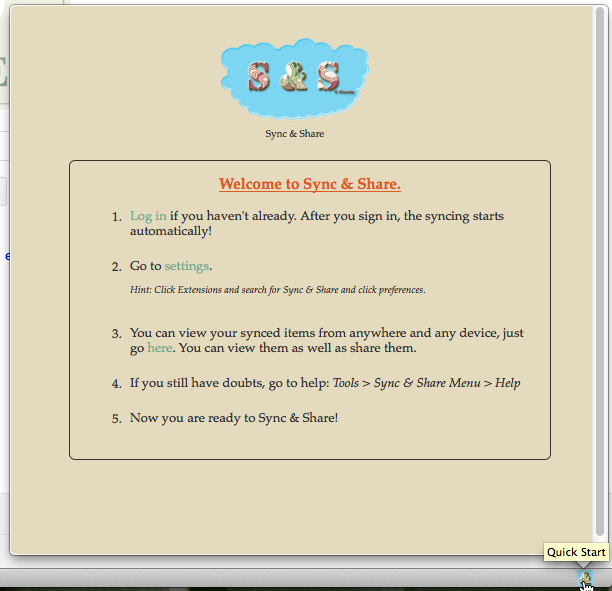 S & S
Sync & Share
Welcome to Sync & Share.
1. Log in if you haven't already. After you sign in, the syncing starts
automatically!
2. Go to settings.
Hint: Click Extensions and search for Sync & Share and click preferences.
3. You can view your synced items from anywhere and any device, just
go here. You can view them as well as share them.
4. If you still have doubts, go to help: Tools > Sync & Share Menu > Help
5. Now you are ready to Sync & Share!
Quick Start